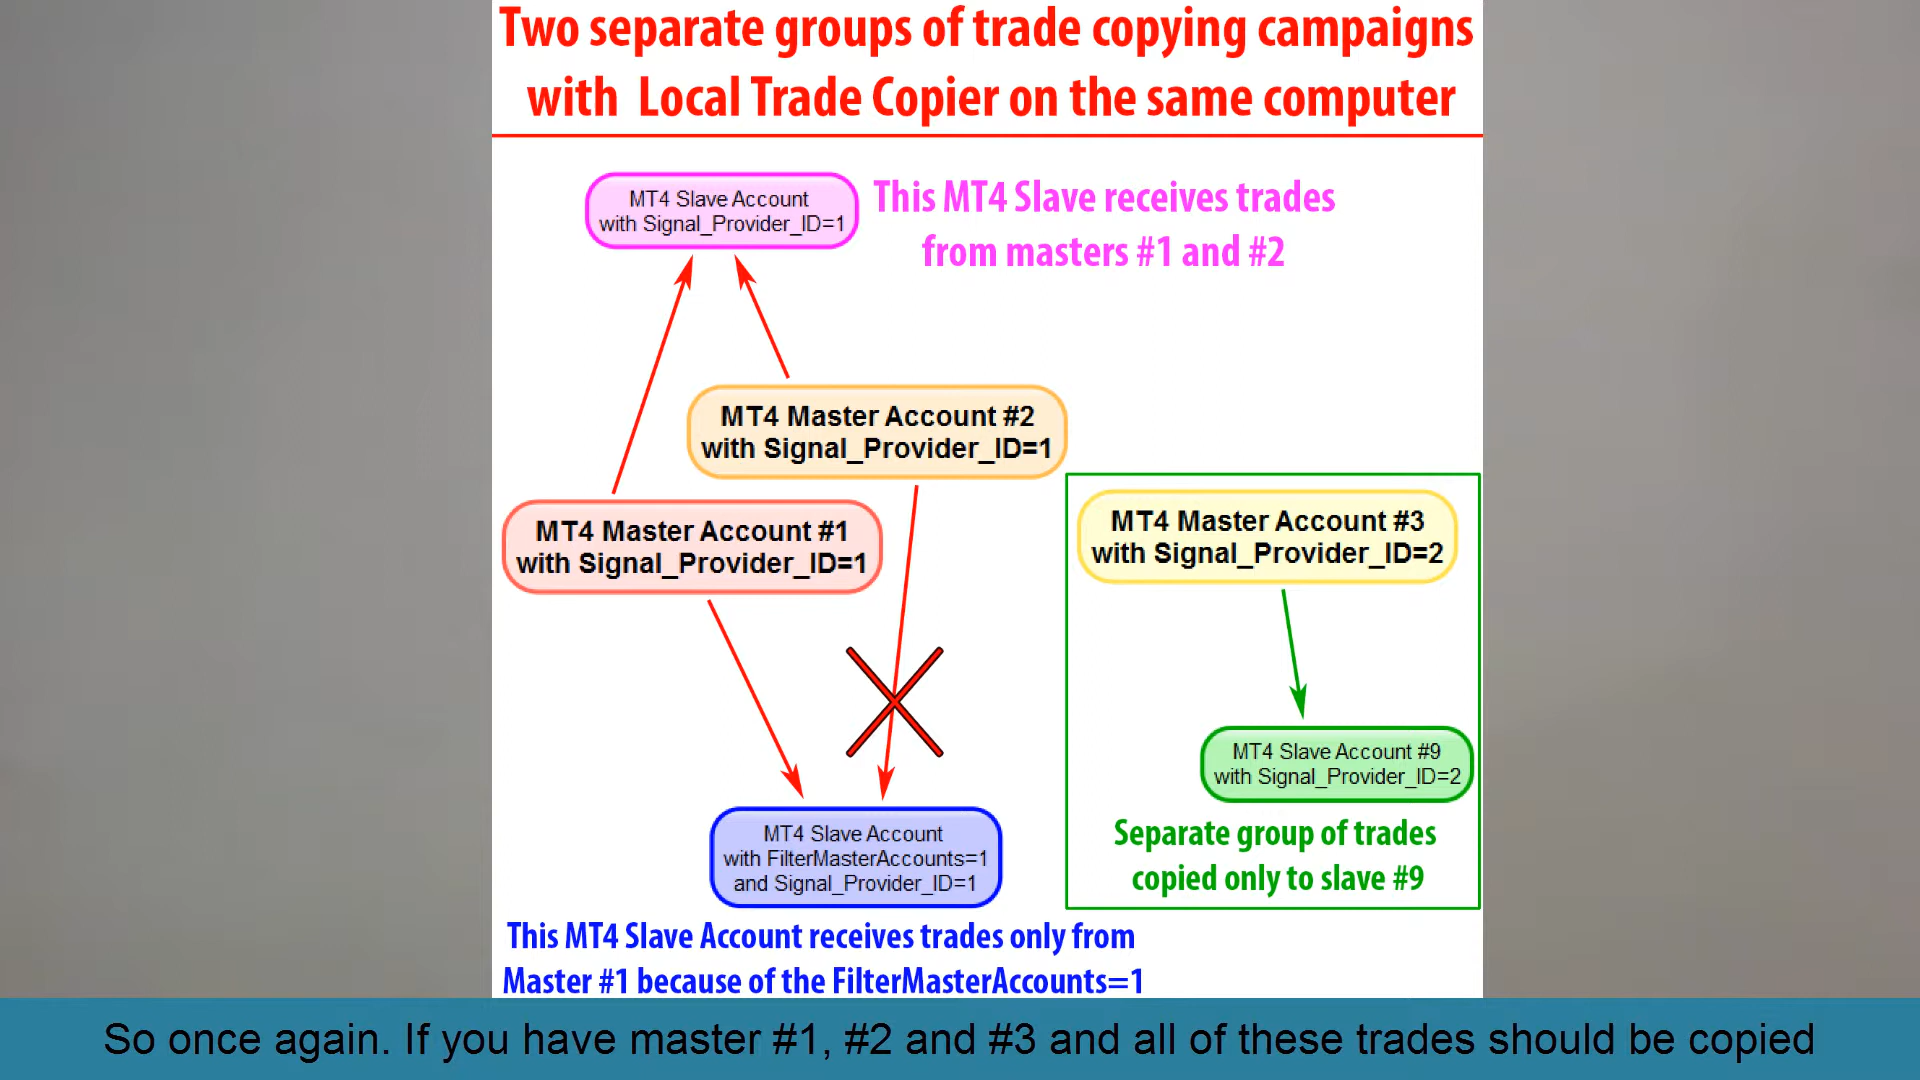 Two separate groups of trade copying campaigns
with Local Trade Copier on the same computer
MT4 Slave Account
with Signal_Provider_ID=1
This MT4 Slave receives trades
from masters #1 and #2
MT4 Master Account #2
with Signal_Provider_ID=1
MT4 Master Account #1
with Signal_Provider_ID=1
MT4 Master Account #3
with Signal_Provider_ID=2
MT4 Slave Account #9
with Signal_Provider_ID=2
Separate group of trades
copied only to slave #9
MT4 Slave Account
with FilterMasterAccounts=1
and Signal_Provider_ID=1
This MT4 Slave Account receives trades only from
Master #1 because of the FilterMasterAccounts=1
So once again. If you have master #1, #2 and #3 and all of these trades should be copied